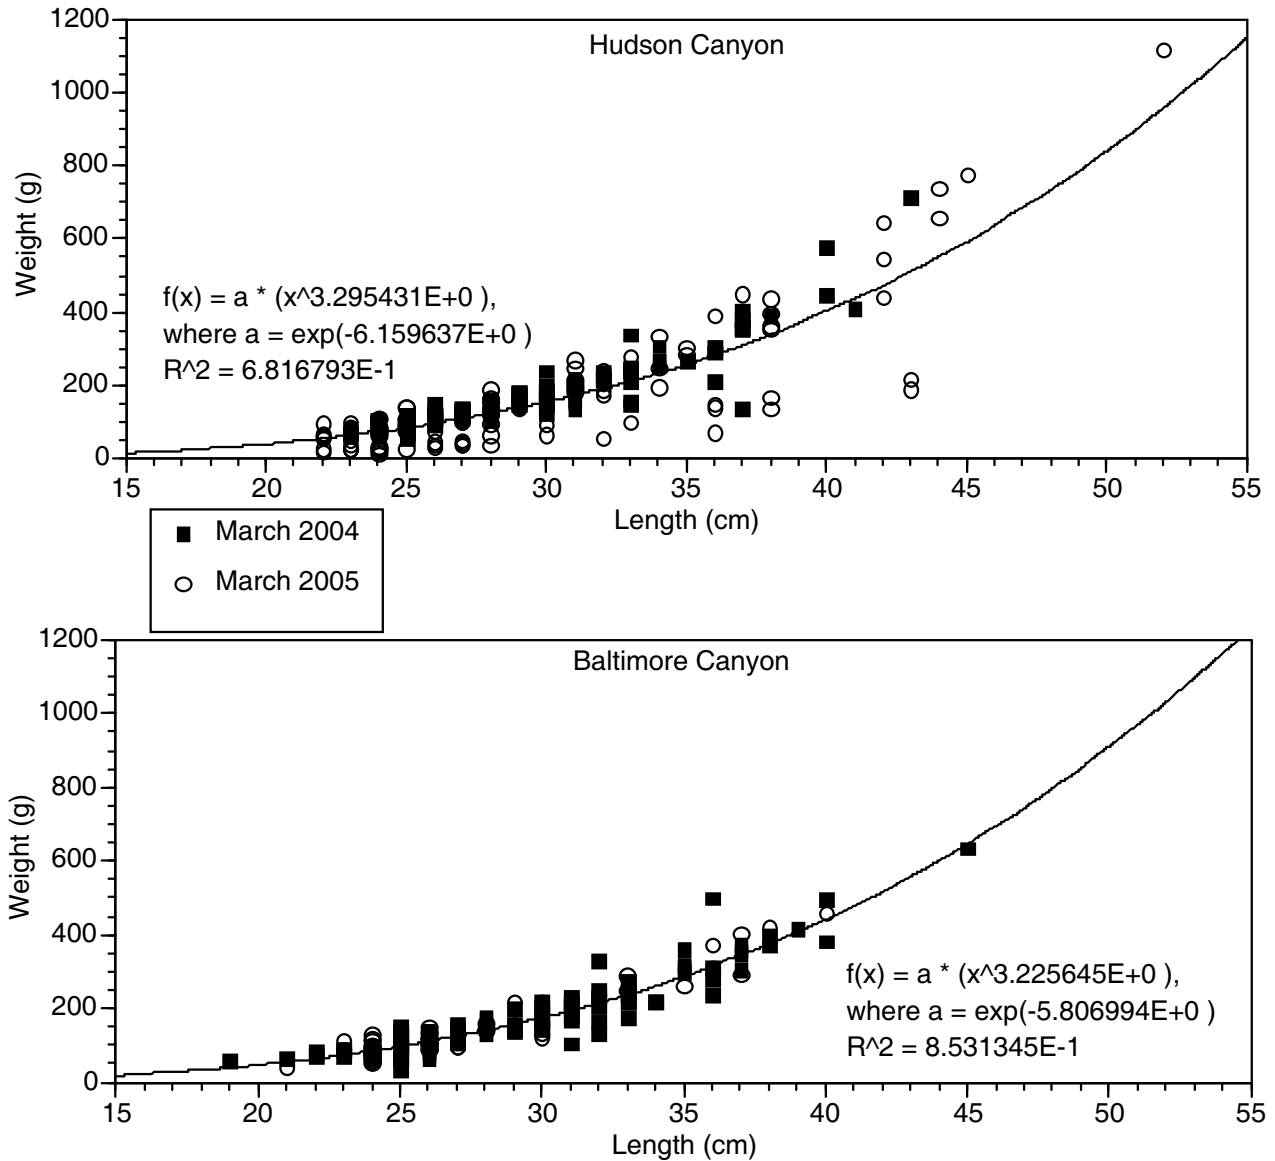 Hudson Canyon
1200
1000
800
600
400
200
0
Weight (g)
f(x) = a * (x^3.295431E+0 ),
where a = exp(-6.159637E+0 )
R^2 = 6.816793E-1
15 20 25 30 35 40 45 50 55
Length (cm)
March 2004
March 2005
Baltimore Canyon
1200
1000
800
600
400
200
0
Weight (g)
f(x) = a * (x^3.225645E+0 ),
where a = exp(-5.806994E+0 )
R^2 = 8.531345E-1
15 20 25 30 35 40 45 50 55
Length (cm)